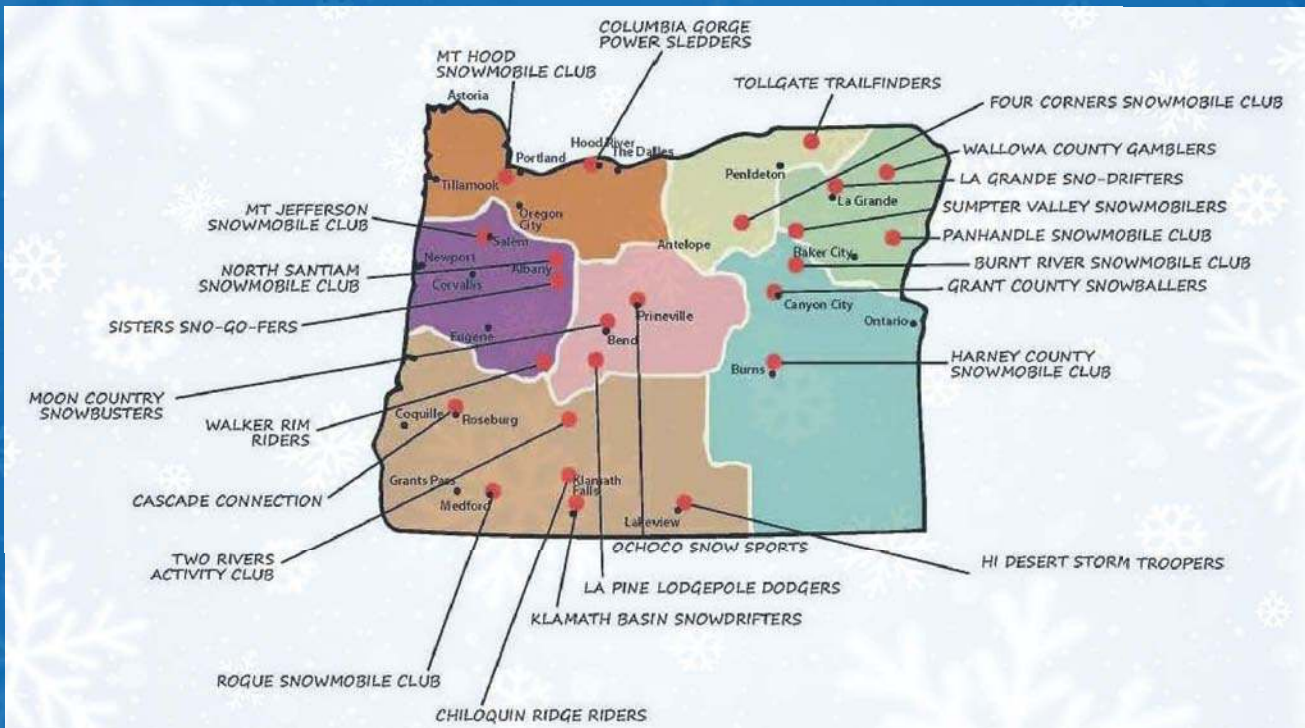 COLUMBIA GORGE
POWER SLEDDERS
MT HOOD
SNOWMOBILE CLUB
TOLLGATE TRAILFINDERS
Astoria
FOUR CORNERS SNOWMOBILE CLUB
Hood River
The Dalles
Portland
WALLOWA COUNTY GAMBLERS
Penldeton
Tillamook
LA GRANDE SNO-DRIFTERS
La Grande
MT JEFFERSON
SNOWMOBILE CLUB
Oregon
City
SUMPTER VALLEY SNOWMOBILERS
Salem
Antelope
PANHANDLE SNOWMOBILE CLUB
Newport
Baker City
NORTH SANTIAM
SNOWMOBILE CLUB
Albany
BURNT RIVER SNOWMOBILE CLUB
Corvallis
GRANT COUNTY SNOWBALLERS
Canyon City
SISTERS SNO-GO-FERS
Prineville
Ontario
Eugene
Bend
HARNEY COUNTY
SNOWMOBILE CLUB
Burns
MOON COUNTRY
SNOWBUSTERS
WALKER RIM
RIDERS
Coquille
Roseburg
CASCADE CONNECTION
Grants Pass
Medford
Klamath
Falls
Lakeview
TWO RIVERS
ACTIVITY CLUB
OCHOCO SNOW SPORTS
HI DESERT STORM TROOPERS
LA PINE LODGEPOLE DODGERS
KLAMATH BASIN SNOWDRIFTERS
ROGUE SNOWMOBILE CLUB
CHILOQUIN RIDGE RIDERS